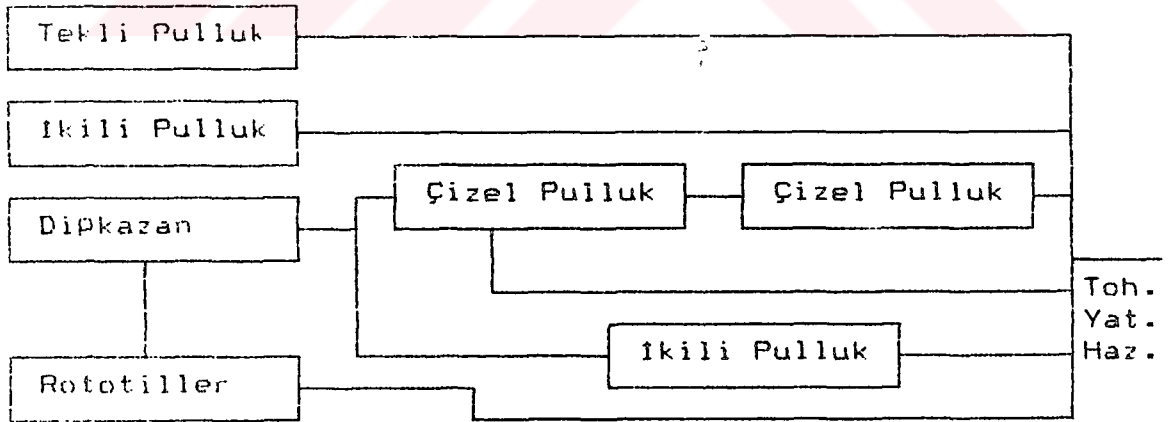 Tekli Pulluk
İkili Pulluk
Çizel Pulluk
Çizel Pulluk
Dipkazan
Toh.
Yat.
İkili Pulluk
Haz.
Rototiller